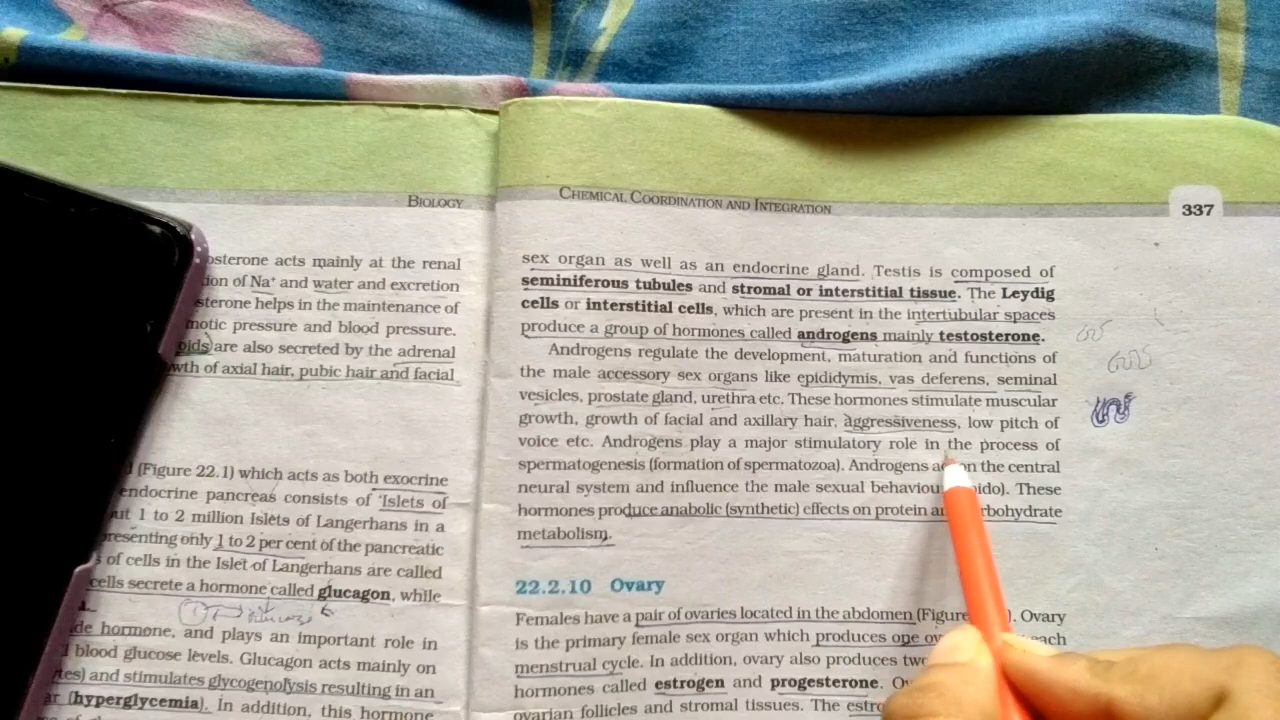 BIOLOGY
osterone acts mainly at the renal
ion of Na⁺ and water and excretion
sterone helps in the maintenance of
motic pressure and blood pressure.
oids are also secreted by the adrenal
wth of axial hair, pubic hair and facial
(Figure 22.1) which acts as both exocrine
endocrine pancreas consists of 'Islets of
ut 1 to 2 million Islets of Langerhans in a
presenting only 1 to 2 per cent of the pancreatic
of cells in the Islet of Langerhans are called
cells secrete a hormone called glucagon, while
de hormone, and plays an important role in
blood glucose levels. Glucagon acts mainly on
tes) and stimulates glycogenolysis resulting in an
ar (hyperglycemia). In addition, this hormone
CHEMICAL COORDINATION AND INTEGRATION
337
sex organ as well as an endocrine gland. Testis is composed of
seminiferous tubules and stromal or interstitial tissue. The Leydig
cells or interstitial cells, which are present in the intertubular spaces
produce a group of hormones called androgens mainly testosterone.
Androgens regulate the development, maturation and functions of
the male accessory sex organs like epididymis, vas deferens, seminal
vesicles, prostate gland, urethra etc. These hormones stimulate muscular
growth, growth of facial and axillary hair, aggressiveness, low pitch of
voice etc. Androgens play a major stimulatory role in the process of
spermatogenesis (formation of spermatozoa). Androgens a on the central
neural system and influence the male sexual behaviou ido). These
hormones produce anabolic (synthetic) effects on protein a rbohydrate
metabolism.
22.2.10 Ovary
Females have a pair of ovaries located in the abdomen (Figure ). Ovary
is the primary female sex organ which produces one ov each
menstrual cycle. In addition, ovary also produces tw
hormones called estrogen and progesterone. O
ovarian follicles and stromal tissues. The estro